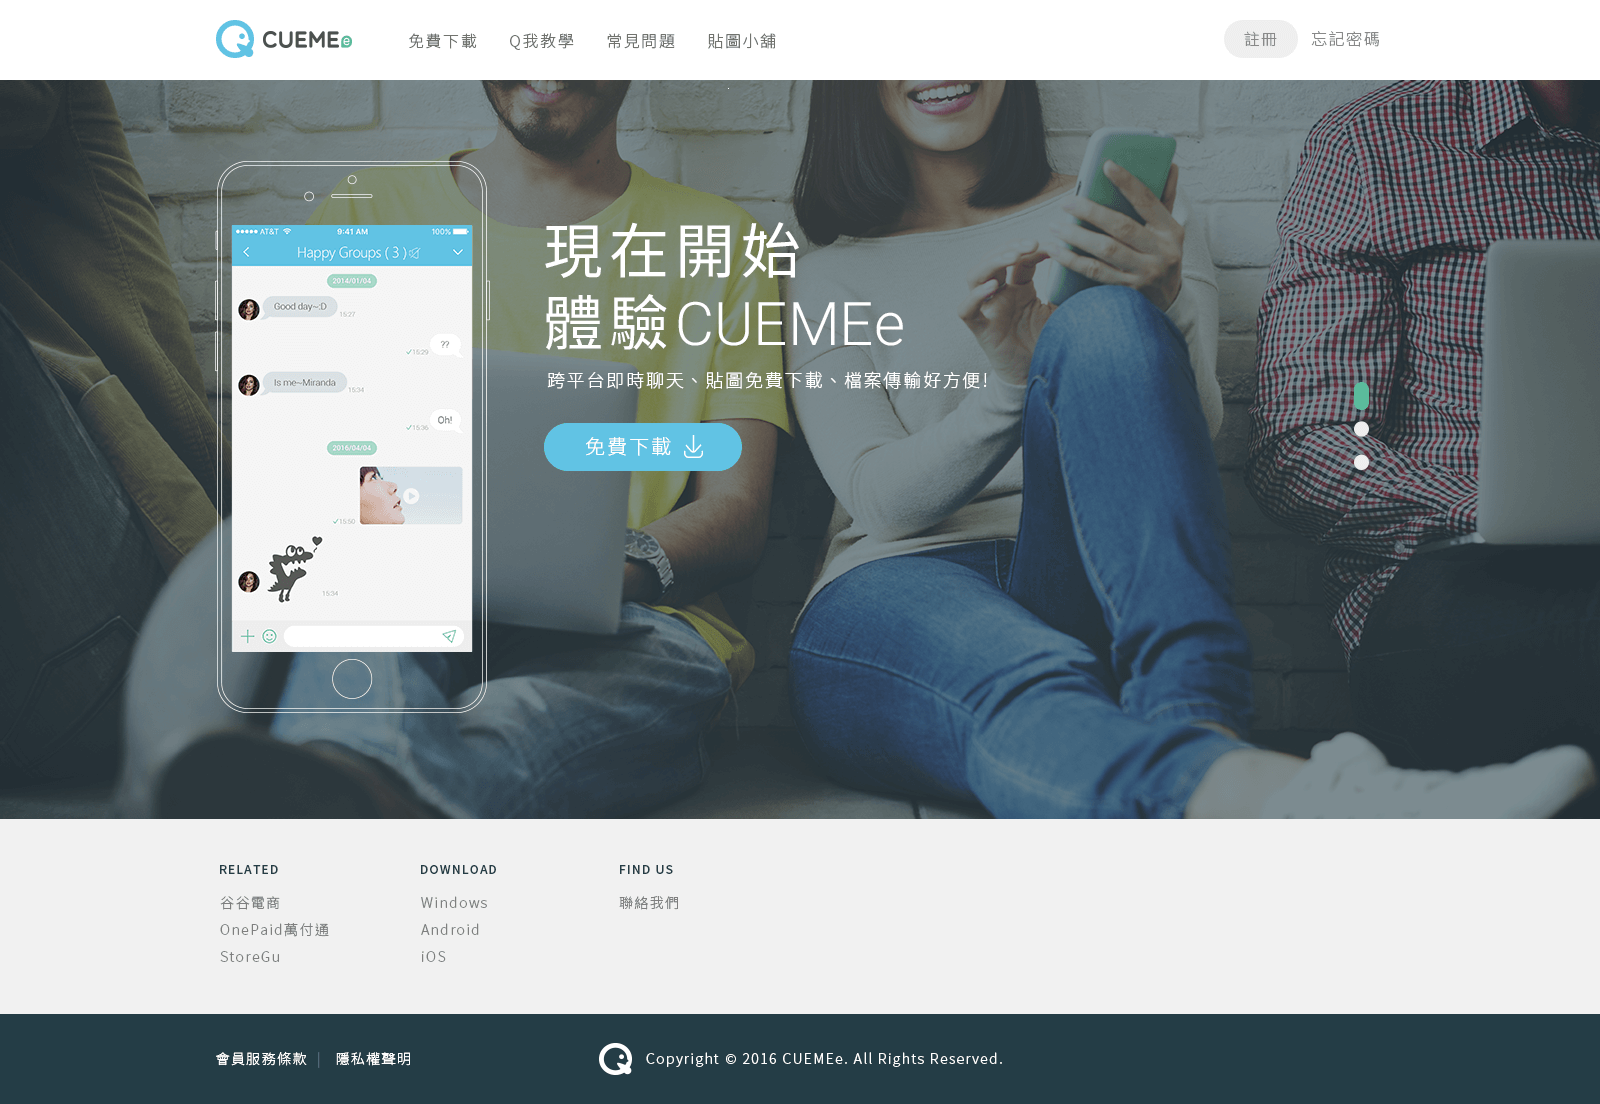 CUEMEe
免費下載
Q我教學
常見問題
貼圖小舖
註冊
忘記密碼
●●●●● AT&T
9:41 AM
100%
Happy Groups ( 3 )
2014/01/04
Good day~:D
15:27
??
✓15:29
Is me~Miranda
15:34
Oh!
✓15:36
2016/04/04
✓15:50
15:34
現在開始
體驗CUEMEe
跨平台即時聊天、貼圖免費下載、檔案傳輸好方便!
免費下載
RELATED
谷谷電商
OnePaid萬付通
StoreGu
DOWNLOAD
Windows
Android
iOS
FIND US
聯絡我們
會員服務條款 | 隱私權聲明
Copyright © 2016 CUEMEe. All Rights Reserved.